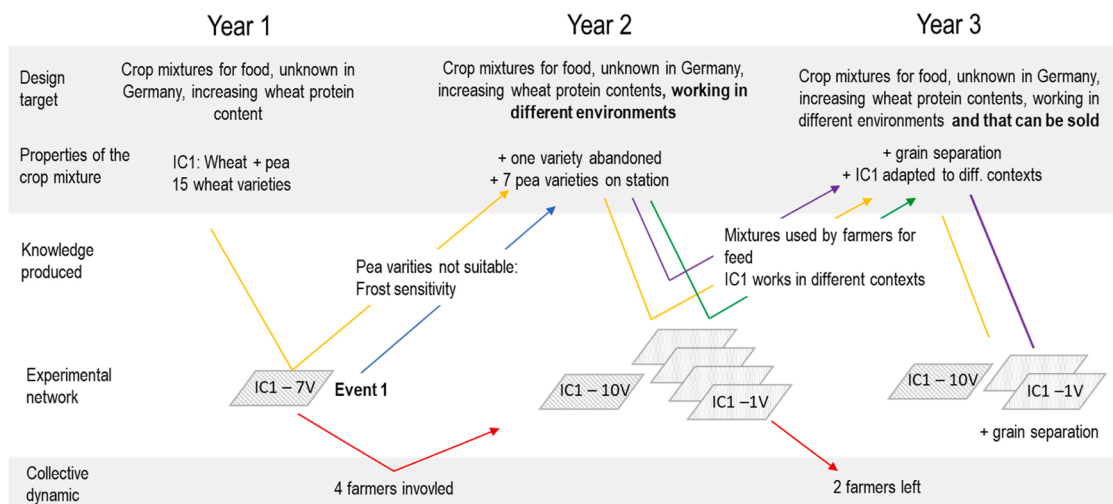 Year 1
Year 2
Year 3
Design
target
Crop mixtures for food, unknown in
Germany, increasing wheat protein
content
Crop mixtures for food, unknown in Germany,
increasing wheat protein contents, working in
different environments
Crop mixtures for food, unknown in Germany,
increasing wheat protein contents, working in
different environments and that can be sold
Properties of the
crop mixture
IC1: Wheat + pea
15 wheat varieties
+ one variety abandoned
+ 7 pea varieties on station
+ grain separation
+ IC1 adapted to diff. contexts
Knowledge
produced
Pea varities not suitable:
Frost sensitivity
Mixtures used by farmers for
feed
IC1 works in different contexts
Experimental
network
IC1 – 7V
Event 1
IC1 – 10V
IC1 –1V
IC1 – 10V
IC1 –1V
+ grain separation
Collective
dynamic
4 farmers invovled
2 farmers left